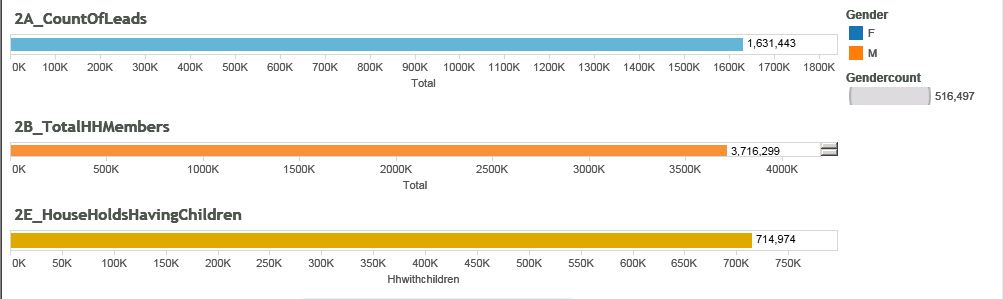 2A_CountOfLeads
1,631,443
0K 100K 200K 300K 400K 500K 600K 700K 800K 900K 1000K 1100K 1200K 1300K 1400K 1500K 1600K 1700K 1800K
Total
Gender
F
M
Gendercount
516,497
2B_TotalHHMembers
3,716,299
0K 500K 1000K 1500K 2000K 2500K 3000K 3500K 4000K
Total
2E_HouseHoldsHavingChildren
714,974
0K 50K 100K 150K 200K 250K 300K 350K 400K 450K 500K 550K 600K 650K 700K 750K
Hhwithchildren